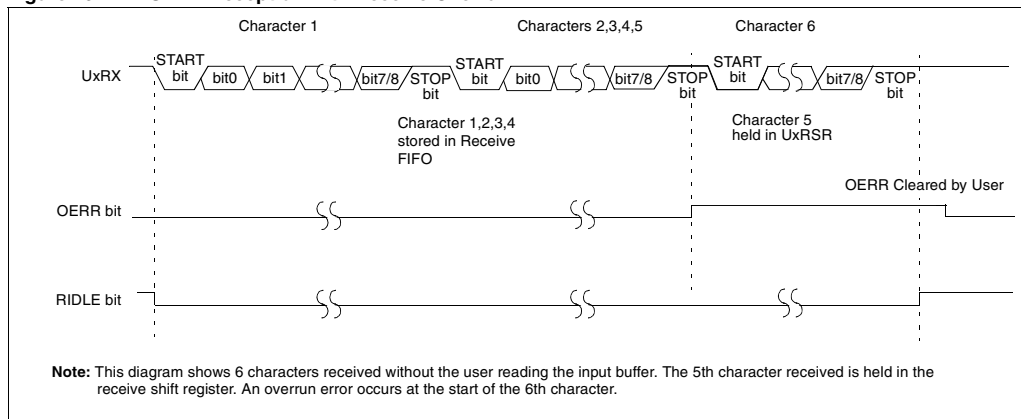 Character 1 Characters 2,3,4,5 Character 6
UxRX START bit bit0 bit1 bit7/8 STOP bit START bit bit0 bit7/8 STOP bit START bit bit7/8 STOP bit
Character 1,2,3,4
stored in Receive
FIFO
Character 5
held in UxRSR
OERR Cleared by User
OERR bit
RIDLE bit
Note: This diagram shows 6 characters received without the user reading the input buffer. The 5th character received is held in the
receive shift register. An overrun error occurs at the start of the 6th character.